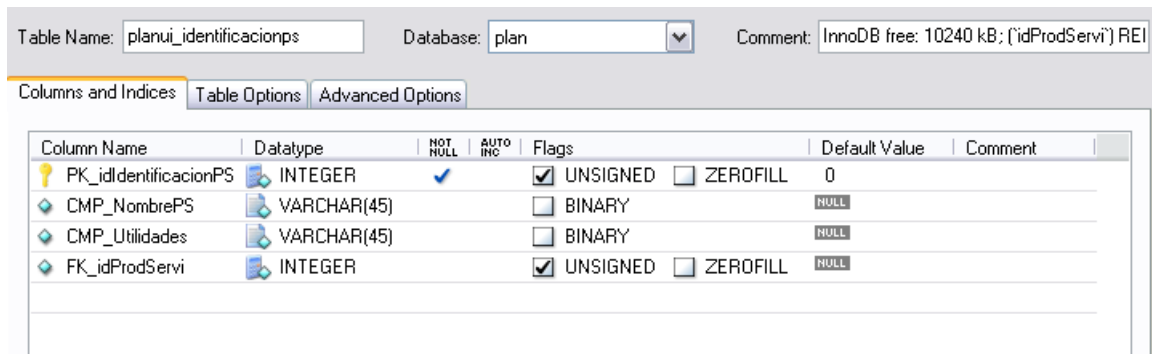 Table Name: planui_identificacionps Database: plan Comment: InnoDB free: 10240 kB; (`idProdServi`) REI
Columns and Indices Table Options Advanced Options
Column Name Datatype NOT NULL AUTO INC Flags Default Value Comment
PK_idIdentificacionPS INTEGER UNSIGNED ZEROFILL 0
CMP_NombrePS VARCHAR(45) BINARY NULL
CMP_Utilidades VARCHAR(45) BINARY NULL
FK_idProdServi INTEGER UNSIGNED ZEROFILL NULL